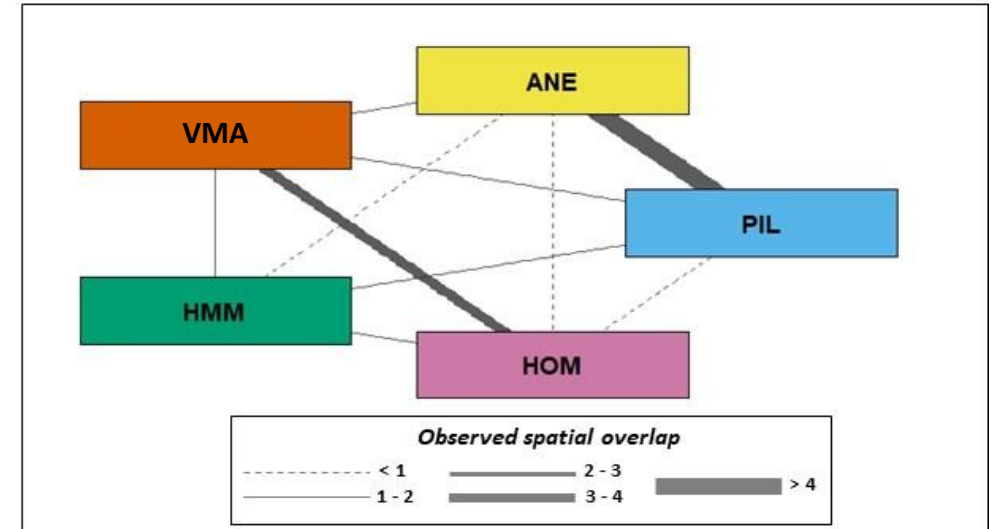 ANE
VMA
PIL
HMM
HOM
Observed spatial overlap
< 1
2 - 3
> 4
1 - 2
3 - 4